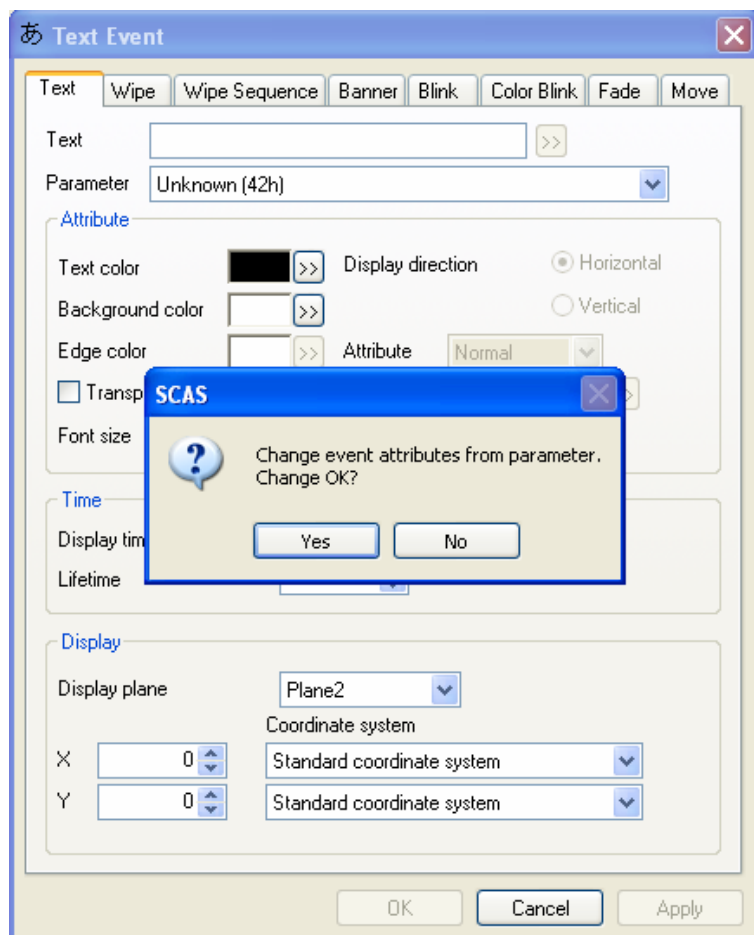 あ Text Event
Text Wipe Wipe Sequence Banner Blink Color Blink Fade Move
Text >>
Parameter Unknown (42h)
Attribute
Text color >> Display direction Horizontal
Background color >> Vertical
Edge color >> Attribute Normal
Transp
Font size
SCAS
Change event attributes from parameter.
Change OK?
Yes No
Time
Display tim
Lifetime
Display
Display plane Plane2
Coordinate system
X 0 Standard coordinate system
Y 0 Standard coordinate system
OK Cancel Apply